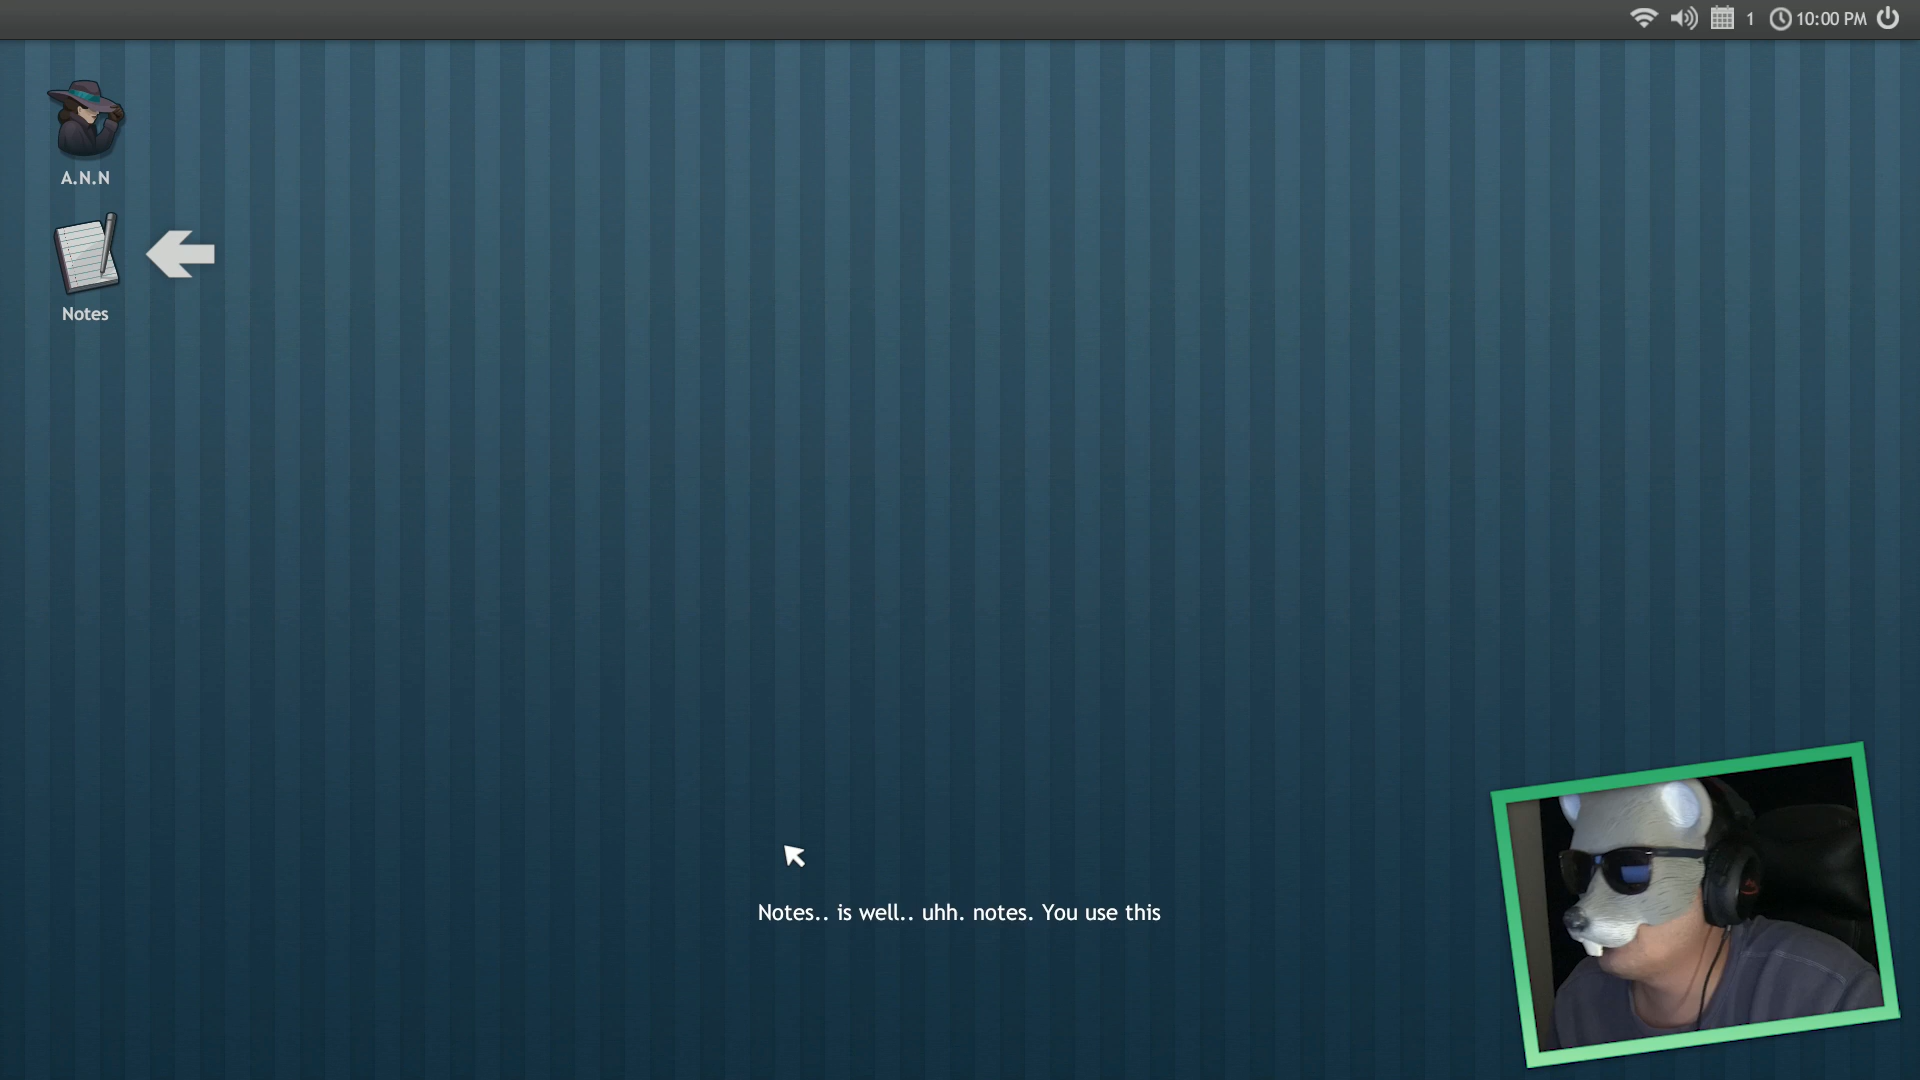 1 10:00 PM
A.N.N
Notes
Notes.. is well.. uhh. notes. You use this